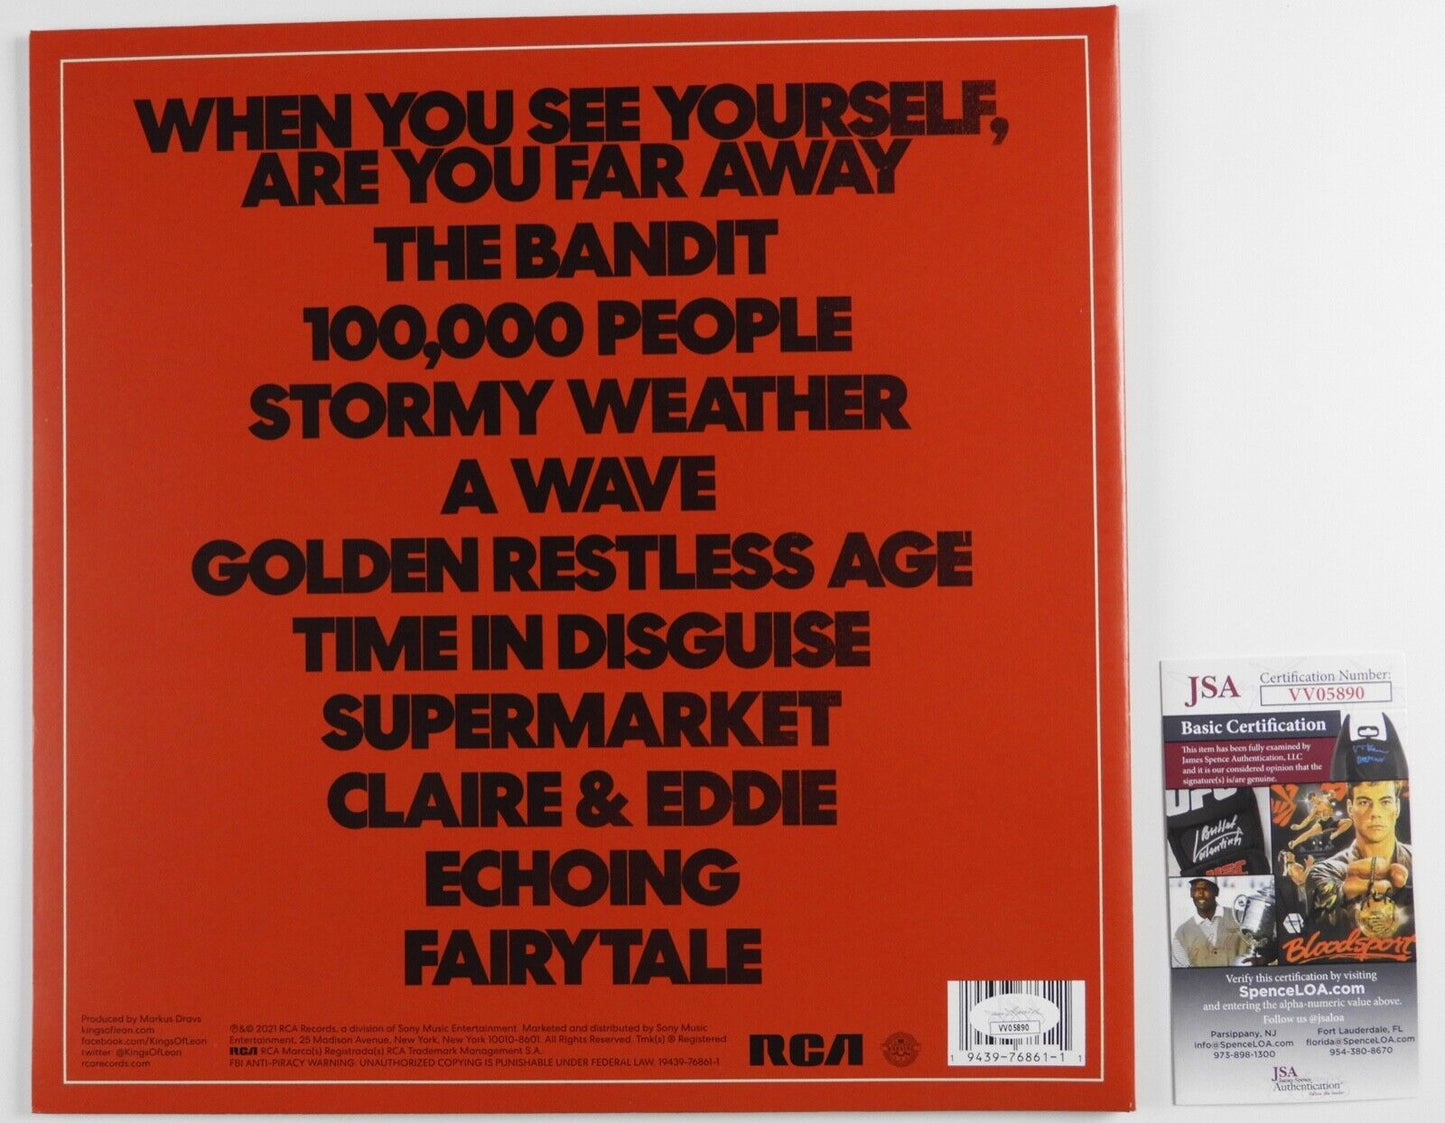 WHEN YOU SEE YOURSELF,
ARE YOU FAR AWAY
THE BANDIT
100,000 PEOPLE
STORMY WEATHER
A WAVE
GOLDEN RESTLESS AGE
TIME IN DISGUISE
SUPERMARKET
CLAIRE & EDDIE
ECHOING
FAIRYTALE
Produced by Markus Dravs
kingsofleon.com
facebook.com/KingsOfLeon
twitter: @KingsOfLeon
rcarecords.com
℗&© 2021 RCA Records, a division of Sony Music Entertainment. Marketed and distributed by Sony Music
Entertainment, 25 Madison Avenue, New York, New York 10010-8601. All Rights Reserved. Tmk(s) ® Registered
RCA RCA Marca(s) Registrada(s) RCA Trademark Management S.A.
FBI ANTI-PIRACY WARNING: UNAUTHORIZED COPYING IS PUNISHABLE UNDER FEDERAL LAW. 19439-76861-1
RCA
VV05890
1 9439-76861-1 1
JSA
Certification Number:
VV05890
Basic Certification
This item has been fully examined by
James Spence Authentication, LLC
and it is our considered opinion that the
signature(s) is/are genuine.
UFC
Bloodsport
Verify this certification by visiting
SpenceLOA.com
and entering the alpha-numeric value above.
Follow us @jsaloa
Parsippany, NJ
info@SpenceLOA.com
973-898-1300
Fort Lauderdale, FL
florida@SpenceLOA.com
954-380-8670
JSA
James Spence
Authentication